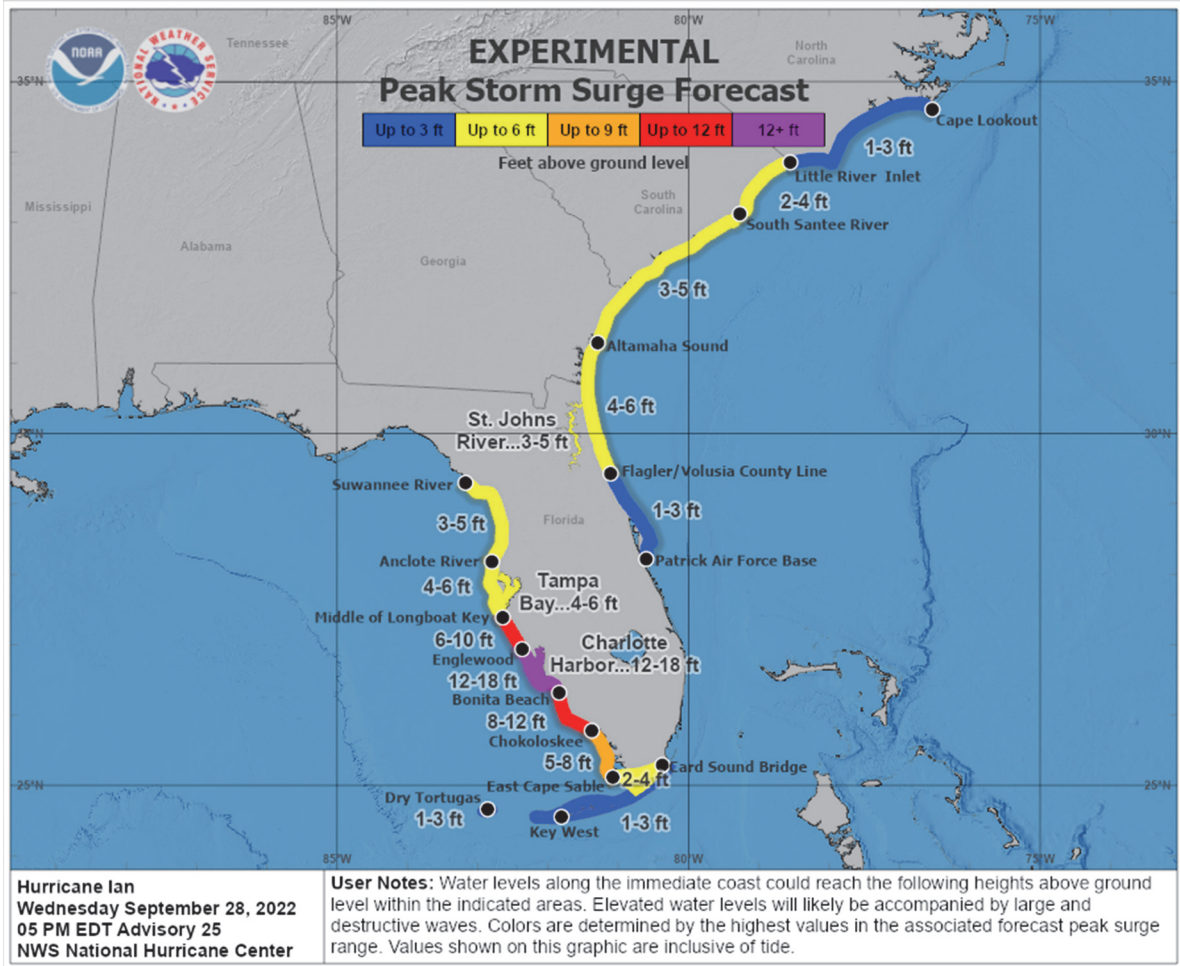 85°W
80°W
75°W
NOAA
NATIONAL WEATHER SERVICE
Tennessee
EXPERIMENTAL
Peak Storm Surge Forecast
North
Carolina
35°N
35°N
Up to 3 ft
Up to 6 ft
Up to 9 ft
Up to 12 ft
12+ ft
Feet above ground level
Cape Lookout
1-3 ft
Little River Inlet
Mississippi
South
Carolina
2-4 ft
South Santee River
Alabama
Georgia
3-5 ft
Altamaha Sound
4-6 ft
St. Johns
River...3-5 ft
30°N
Flagler/Volusia County Line
Suwannee River
3-5 ft
Florida
1-3 ft
Anclote River
Patrick Air Force Base
4-6 ft
Tampa
Bay...4-6 ft
Middle of Longboat Key
6-10 ft
Charlotte
Harbor...12-18 ft
Englewood
12-18 ft
Bonita Beach
8-12 ft
Chokoloskee
5-8 ft
Card Sound Bridge
2-4 ft
East Cape Sable
25°N
25°N
Dry Tortugas
1-3 ft
Key West
1-3 ft
85°W
80°W
75°W
Hurricane Ian
Wednesday September 28, 2022
05 PM EDT Advisory 25
NWS National Hurricane Center
User Notes: Water levels along the immediate coast could reach the following heights above ground
level within the indicated areas. Elevated water levels will likely be accompanied by large and
destructive waves. Colors are determined by the highest values in the associated forecast peak surge
range. Values shown on this graphic are inclusive of tide.